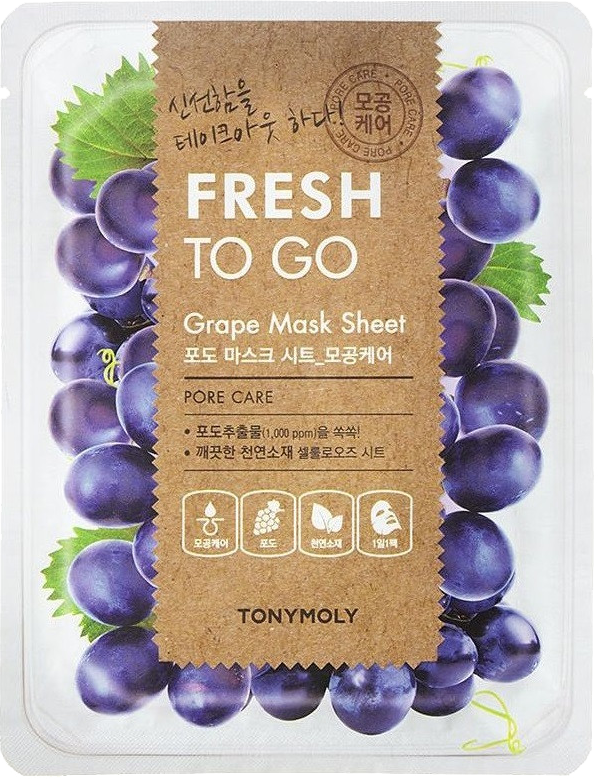 신선함을
테이크아웃 하다!
PORE CARE • PORE CARE • PORE CARE
모공
케어
FRESH
TO GO
Grape Mask Sheet
포도 마스크 시트_모공케어
PORE CARE
• 포도추출물(1,000 ppm)을 쏙쏙!
• 깨끗한 천연소재 셀룰로오즈 시트
모공케어
포도
천연소재
1일1팩
TONYMOLY